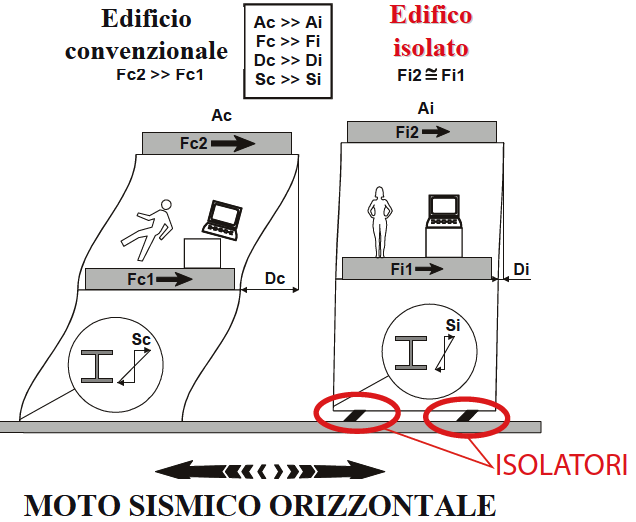 Edificio
convenzionale
Fc2 >> Fc1
Ac >> Ai
Fc >> Fi
Dc >> Di
Sc >> Si
Edifico
isolato
Fi2 ≅ Fi1
Ac
Fc2
Fc1
Dc
Sc
Ai
Fi2
Fi1
Di
Si
ISOLATORI
MOTO SISMICO ORIZZONTALE